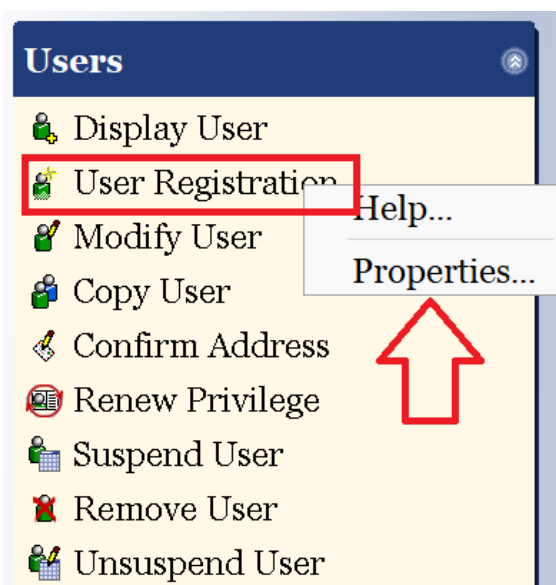 Users
Display User
User Registration
Help...
Modify User
Properties...
Copy User
Confirm Address
Renew Privilege
Suspend User
Remove User
Unsuspend User